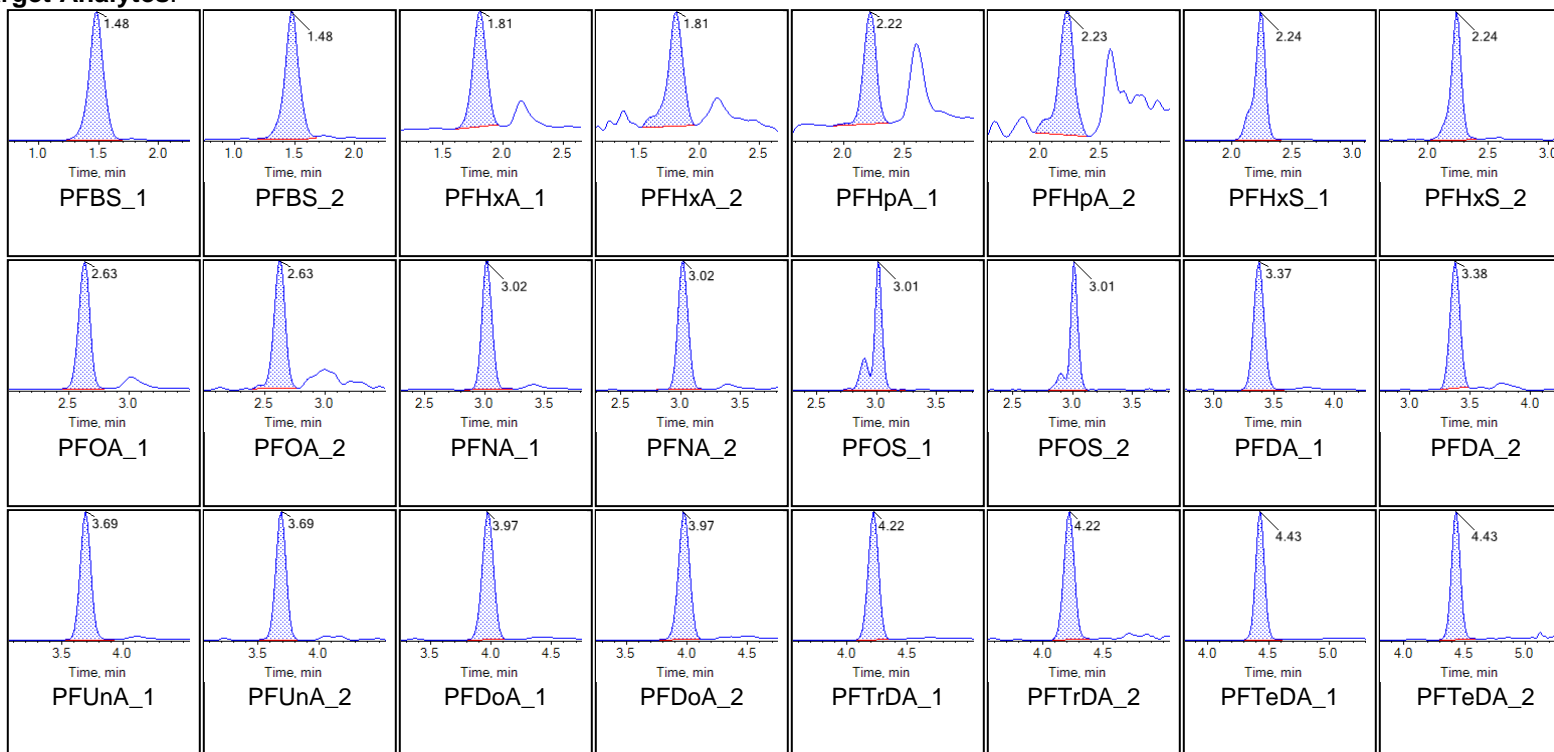 1.48 1.48 1.81 1.81 2.22 2.23 2.24 2.24
1.0 1.5 2.0 1.0 1.5 2.0 1.5 2.0 2.5 1.5 2.0 2.5 2.0 2.5 2.0 2.5 2.0 2.5 3.0 2.0 2.5 3.0
Time, min Time, min Time, min Time, min Time, min Time, min Time, min Time, min
PFBS_1 PFBS_2 PFHxA_1 PFHxA_2 PFHpA_1 PFHpA_2 PFHxS_1 PFHxS_2
2.63 2.63 3.02 3.02 3.01 3.01 3.37 3.38
2.5 3.0 2.5 3.0 2.5 3.0 3.5 2.5 3.0 3.5 2.5 3.0 3.5 2.5 3.0 3.5 3.0 3.5 4.0 3.0 3.5 4.0
Time, min Time, min Time, min Time, min Time, min Time, min Time, min Time, min
PFOA_1 PFOA_2 PFNA_1 PFNA_2 PFOS_1 PFOS_2 PFDA_1 PFDA_2
3.69 3.69 3.97 3.97 4.22 4.22 4.43 4.43
3.5 4.0 3.5 4.0 3.5 4.0 4.5 3.5 4.0 4.5 4.0 4.5 4.0 4.5 4.0 4.5 5.0 4.0 4.5 5.0
Time, min Time, min Time, min Time, min Time, min Time, min Time, min Time, min
PFUnA_1 PFUnA_2 PFDoA_1 PFDoA_2 PFTrDA_1 PFTrDA_2 PFTeDA_1 PFTeDA_2